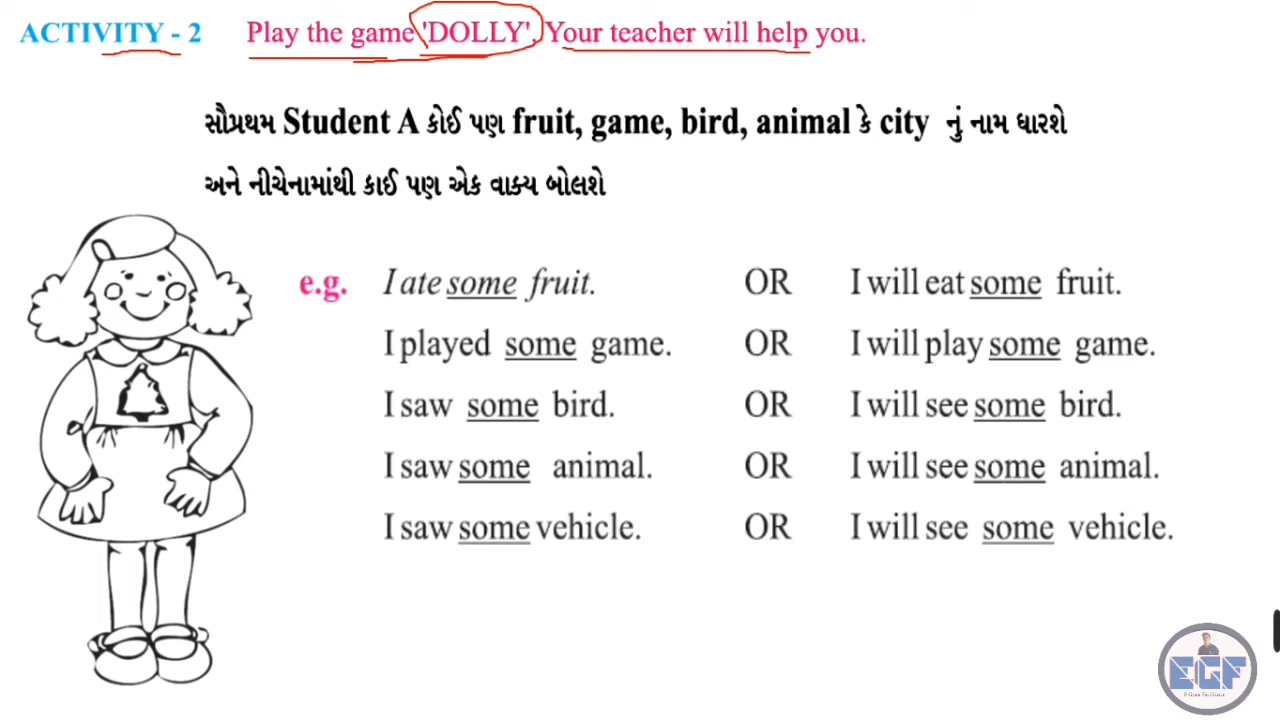 ACTIVITY - 2 Play the game 'DOLLY'. Your teacher will help you.
સૌપ્રથમ Student A કોઈ પણ fruit, game, bird, animal કે city નું નામ ધારશે
અને નીચેનામાંથી કાઈ પણ એક વાક્ય બોલશે
e.g. I ate some fruit. OR I will eat some fruit.
I played some game. OR I will play some game.
I saw some bird. OR I will see some bird.
I saw some animal. OR I will see some animal.
I saw some vehicle. OR I will see some vehicle.
EGF